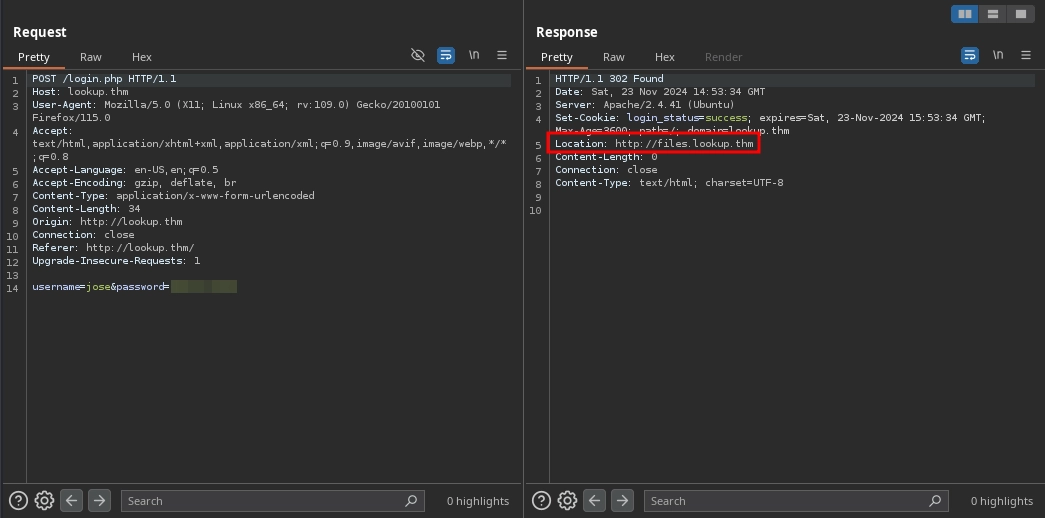 Request
Pretty Raw Hex
\n
1 POST /login.php HTTP/1.1
2 Host: lookup.thm
3 User-Agent: Mozilla/5.0 (X11; Linux x86_64; rv:109.0) Gecko/20100101
Firefox/115.0
4 Accept:
text/html,application/xhtml+xml,application/xml;q=0.9,image/avif,image/webp,*/*
;q=0.8
5 Accept-Language: en-US,en;q=0.5
6 Accept-Encoding: gzip, deflate, br
7 Content-Type: application/x-www-form-urlencoded
8 Content-Length: 34
9 Origin: http://lookup.thm
10 Connection: close
11 Referer: http://lookup.thm/
12 Upgrade-Insecure-Requests: 1
13
14 username=jose&password=
Search
0 highlights
Response
Pretty Raw Hex Render
\n
1 HTTP/1.1 302 Found
2 Date: Sat, 23 Nov 2024 14:53:34 GMT
3 Server: Apache/2.4.41 (Ubuntu)
4 Set-Cookie: login_status=success; expires=Sat, 23-Nov-2024 15:53:34 GMT;
Max-Age=3600; path=/; domain=lookup.thm
5 Location: http://files.lookup.thm
6 Content-Length: 0
7 Connection: close
8 Content-Type: text/html; charset=UTF-8
9
10
Search
0 highlights